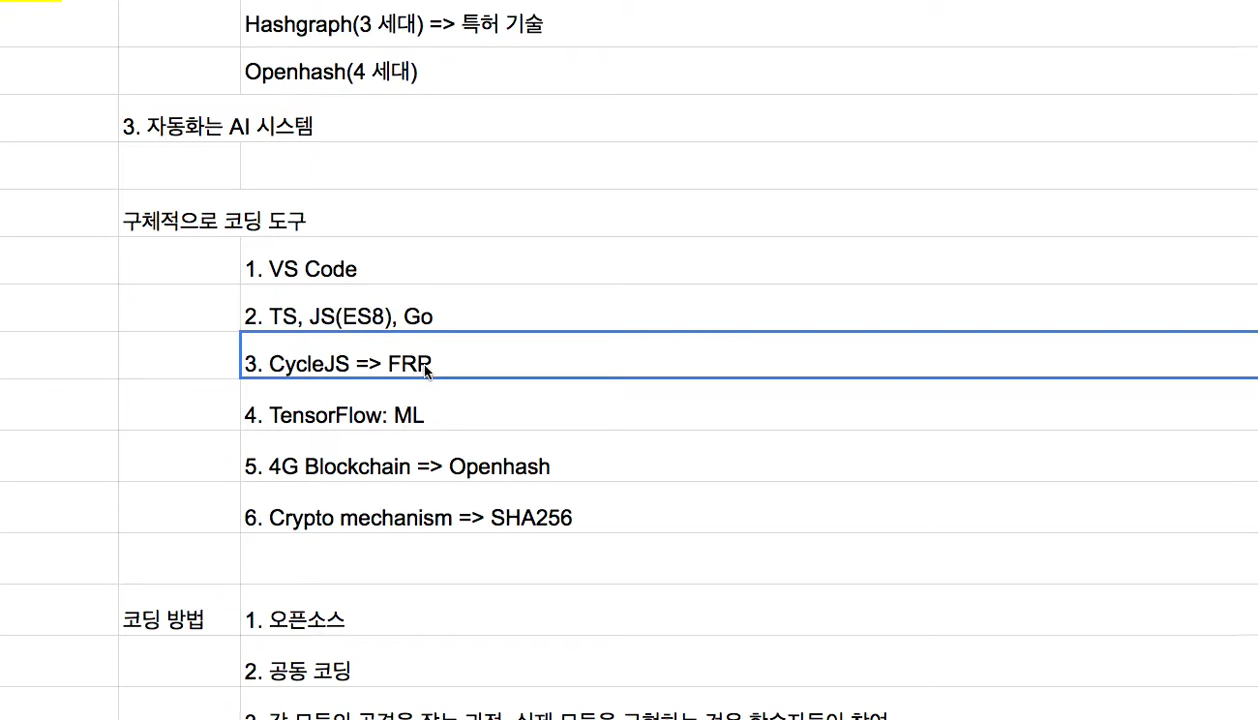 Hashgraph(3 세대) => 특허 기술
Openhash(4 세대)
3. 자동화는 AI 시스템
구체적으로 코딩 도구
1. VS Code
2. TS, JS(ES8), Go
3. CycleJS => FRP
4. TensorFlow: ML
5. 4G Blockchain => Openhash
6. Crypto mechanism => SHA256
코딩 방법
1. 오픈소스
2. 공동 코딩